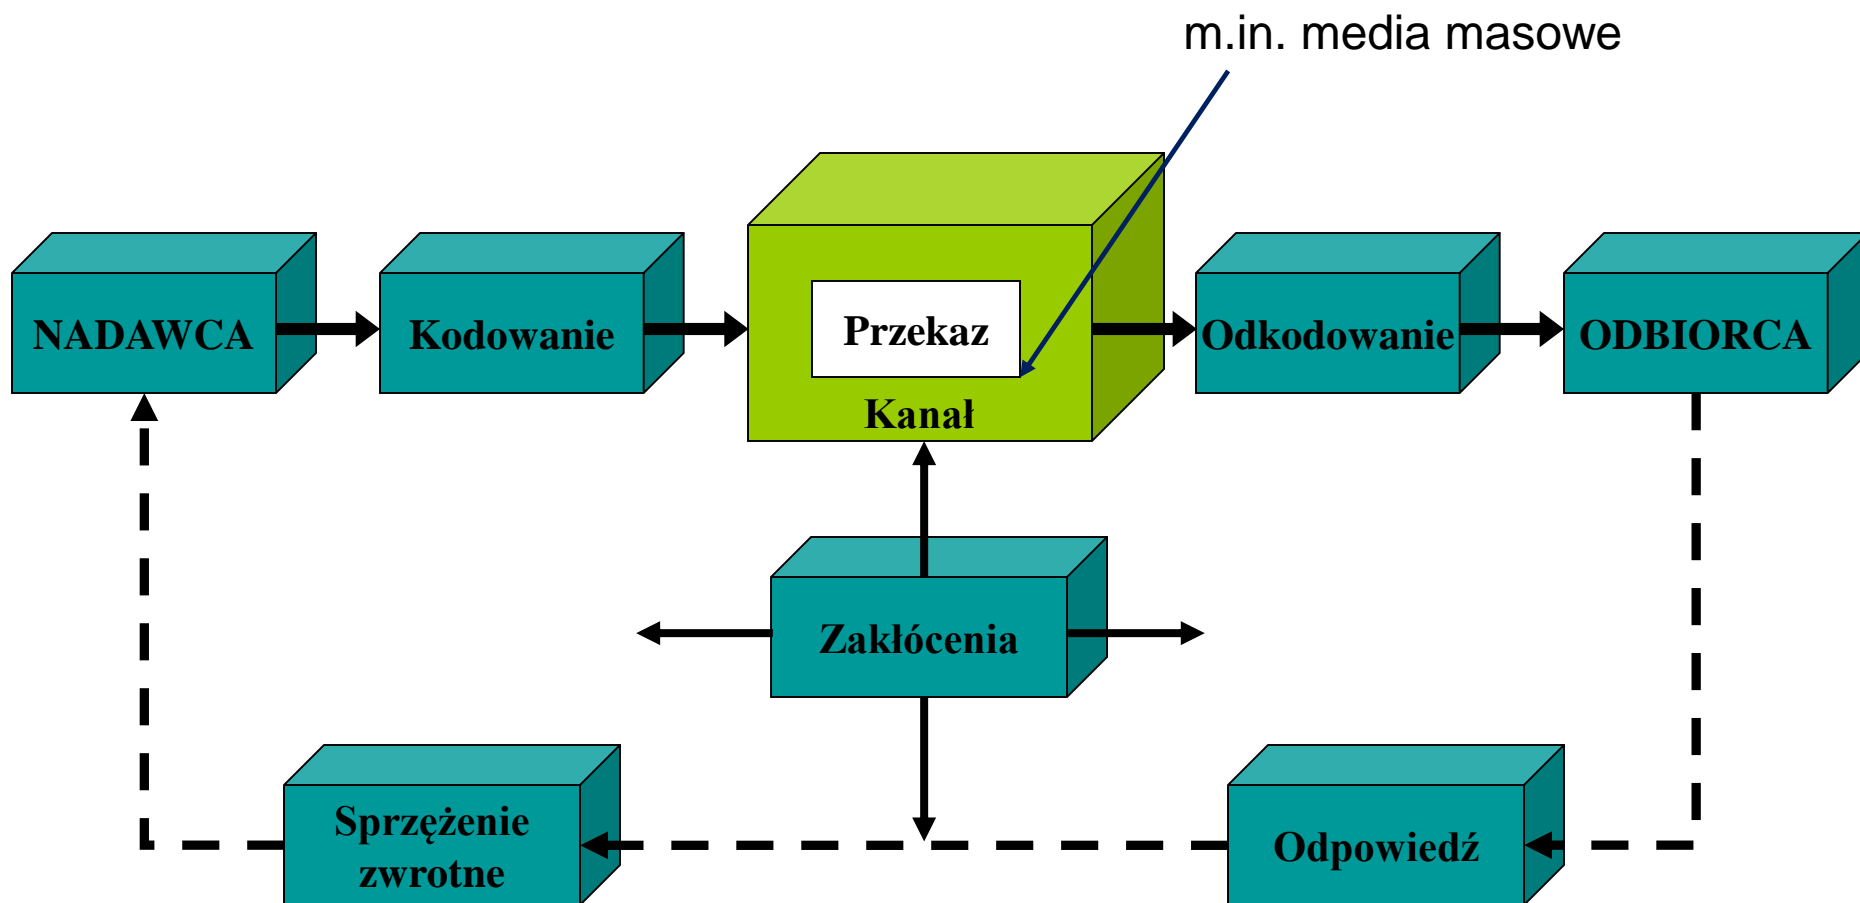 m.in. media masowe
NADAWCA
Kodowanie
Przekaz
Kanał
Odkodowanie
ODBIORCA
Zakłócenia
Sprzężenie
zwrotne
Odpowiedź